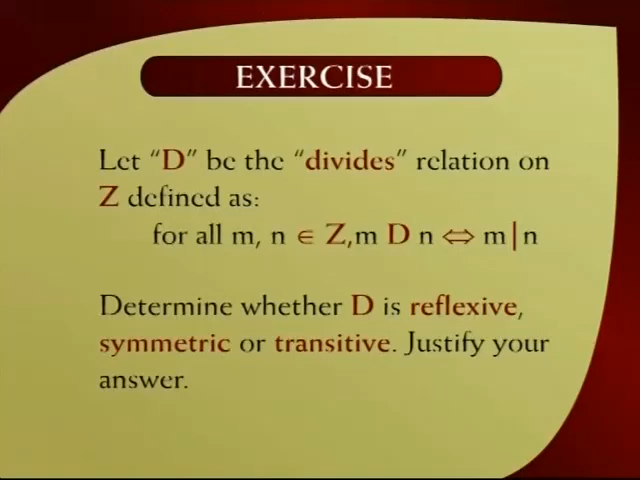 EXERCISE
Let “D” be the “divides” relation on
Z defined as:
for all m, n ∈ Z,m D n ⇔ m|n
Determine whether D is reflexive,
symmetric or transitive. Justify your
answer.